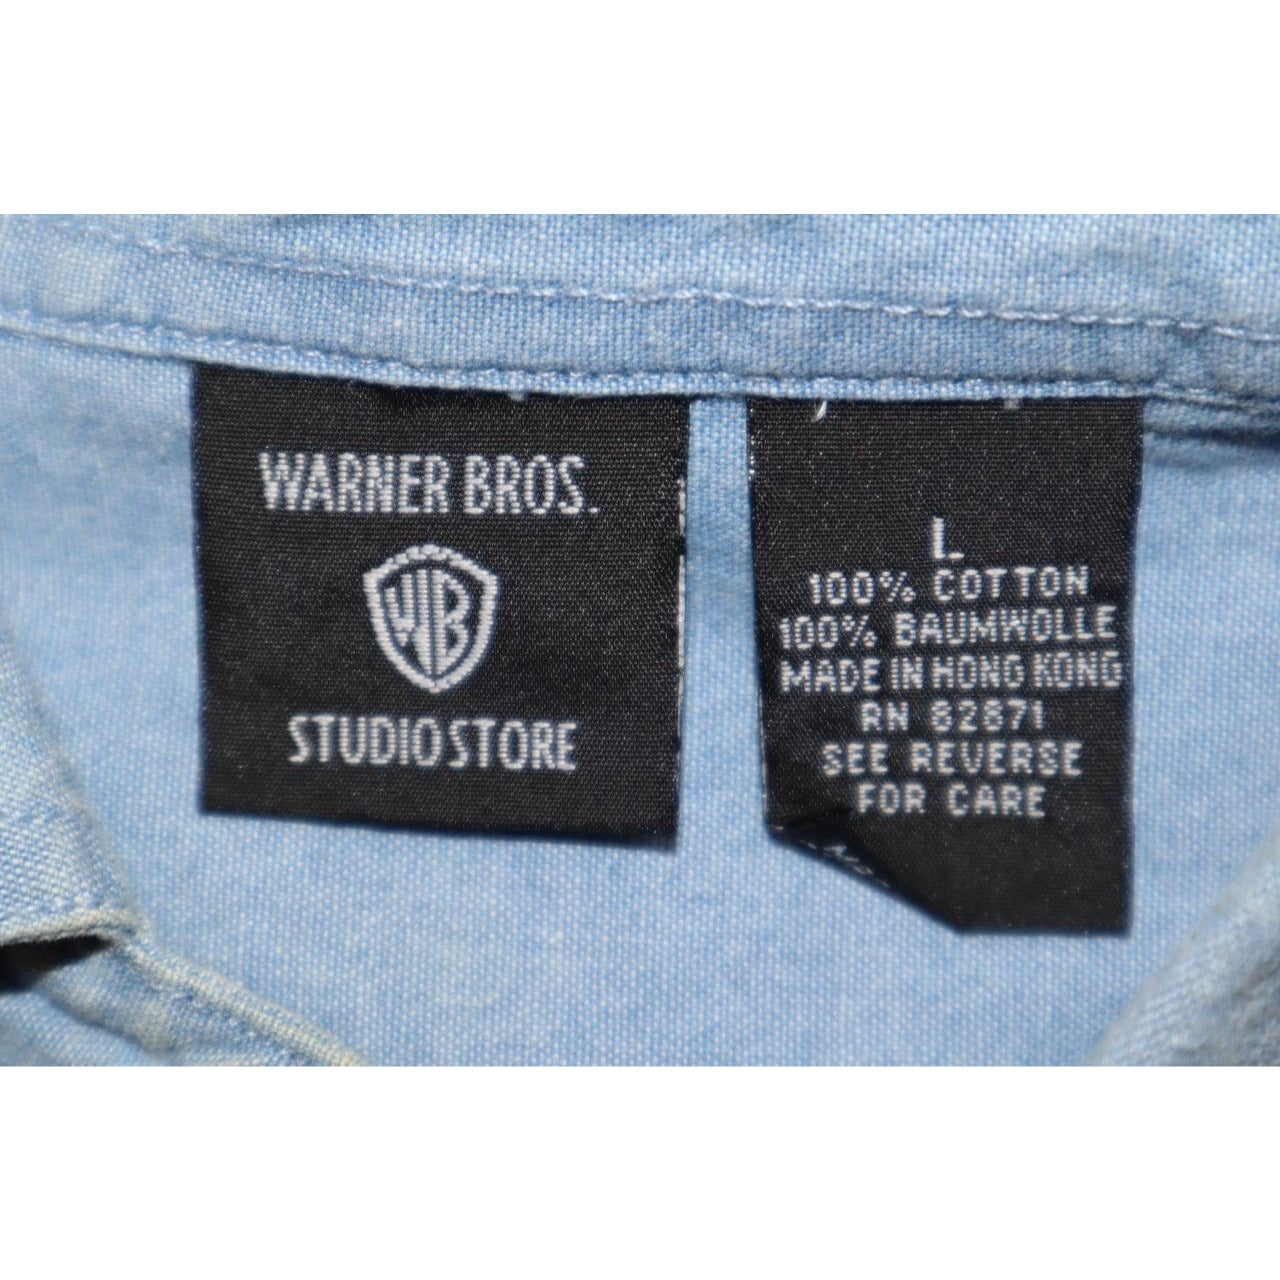 WARNER BROS.
WB
STUDIO STORE
L
100% COTTON
100% BAUMWOLLE
MADE IN HONG KONG
RN 82871
SEE REVERSE
FOR CARE